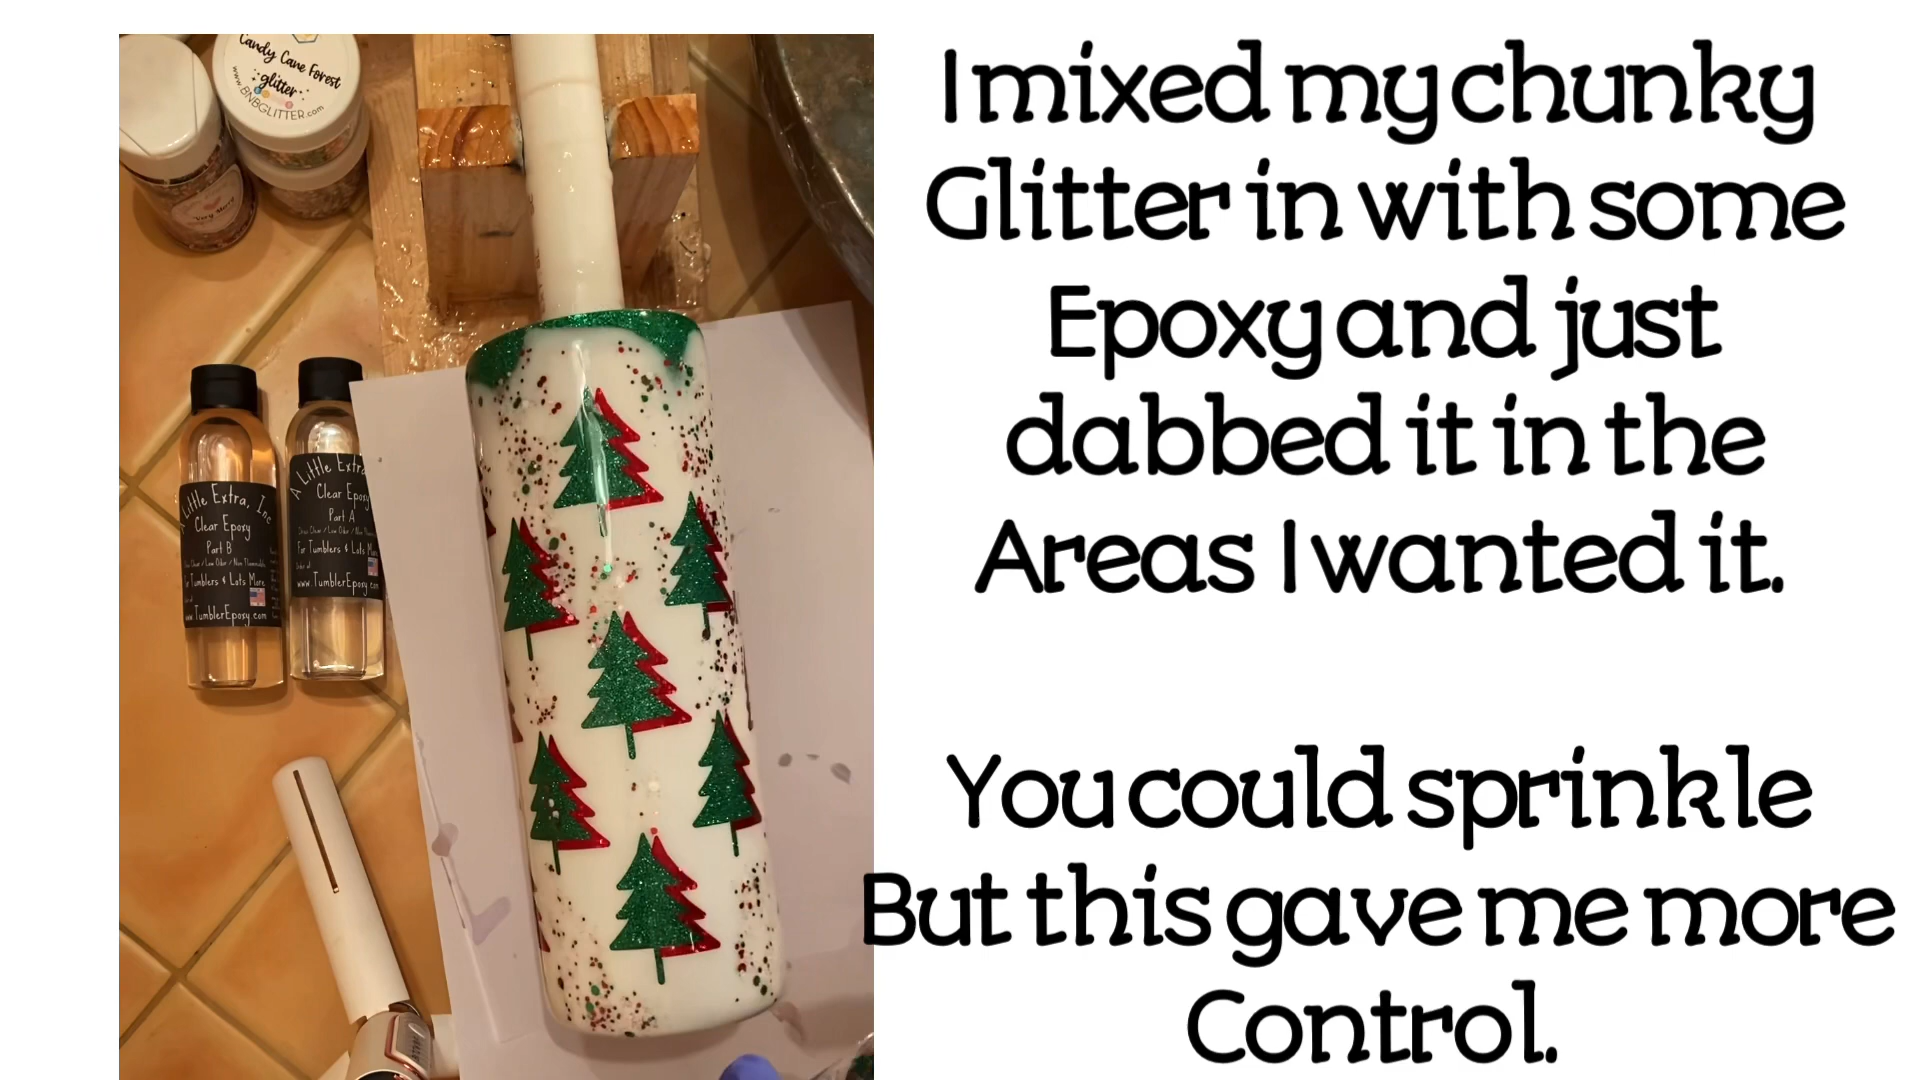 Candy Cane Forest
glitter
www.BNBGLITTER.com
Very Merry
A Little Extra, Inc
Clear Epoxy
Part B
For Tumblers & Lots More
www.TumblerEpoxy.com
A Little Extra
Clear Epoxy
Part A
For Tumblers & Lots More
www.TumblerEpoxy.com
I mixed my chunky
Glitter in with some
Epoxy and just
dabbed it in the
Areas I wanted it.
You could sprinkle
But this gave me more
Control.